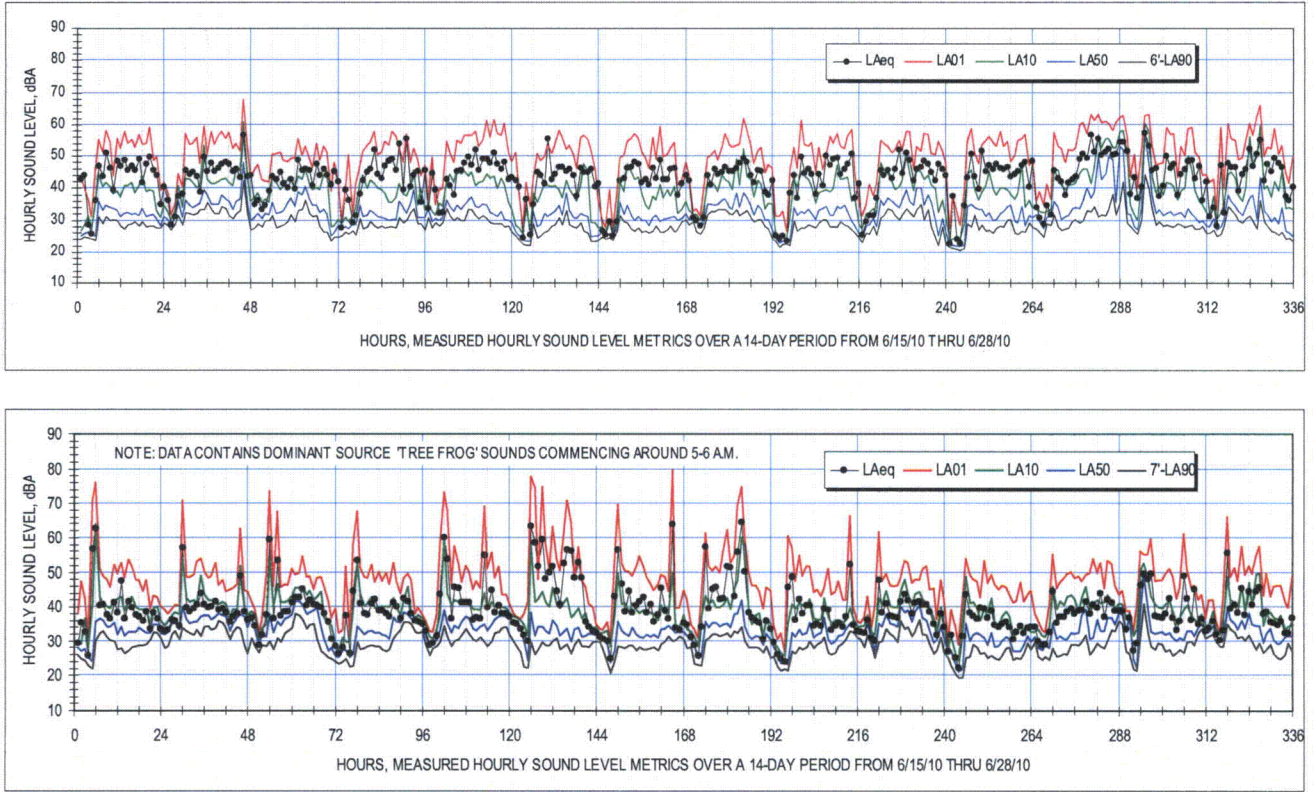 90
80
70
60
50
40
30
20
10
HOURLY SOUND LEVEL, dBA
LAeq LA01 LA10 LA50 6'-LA90
0 24 48 72 96 120 144 168 192 216 240 264 288 312 336
HOURS, MEASURED HOURLY SOUND LEVEL METRICS OVER A 14-DAY PERIOD FROM 6/15/10 THRU 6/28/10
90
80
70
60
50
40
30
20
10
HOURLY SOUND LEVEL, dBA
NOTE: DATA CONTAINS DOMINANT SOURCE 'TREE FROG' SOUNDS COMMENCING AROUND 5-6 A.M.
LAeq LA01 LA10 LA50 7'-LA90
0 24 48 72 96 120 144 168 192 216 240 264 288 312 336
HOURS, MEASURED HOURLY SOUND LEVEL METRICS OVER A 14-DAY PERIOD FROM 6/15/10 THRU 6/28/10